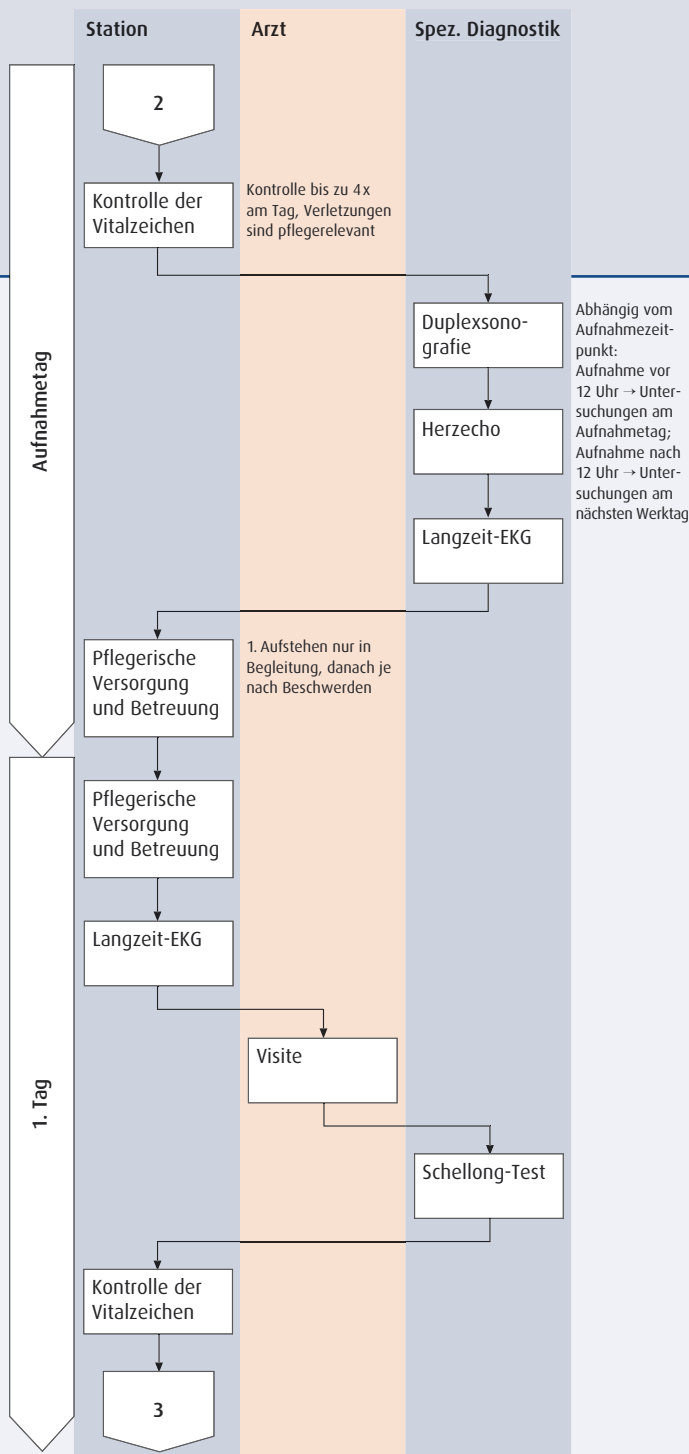 Station
Arzt
Spez. Diagnostik
2
Kontrolle der
Vitalzeichen
Kontrolle bis zu 4x
am Tag, Verletzungen
sind pflegerelevant
Aufnahmetag
Duplexsono-
grafie
Abhängig vom
Aufnahmezeit-
punkt:
Aufnahme vor
12 Uhr → Unter-
suchungen am
Aufnahmetag;
Aufnahme nach
12 Uhr → Unter-
suchungen am
nächsten Werktag
Herzecho
Langzeit-EKG
Pflegerische
Versorgung
und Betreuung
1. Aufstehen nur in
Begleitung, danach je
nach Beschwerden
1. Tag
Pflegerische
Versorgung
und Betreuung
Langzeit-EKG
Visite
Schellong-Test
Kontrolle der
Vitalzeichen
3